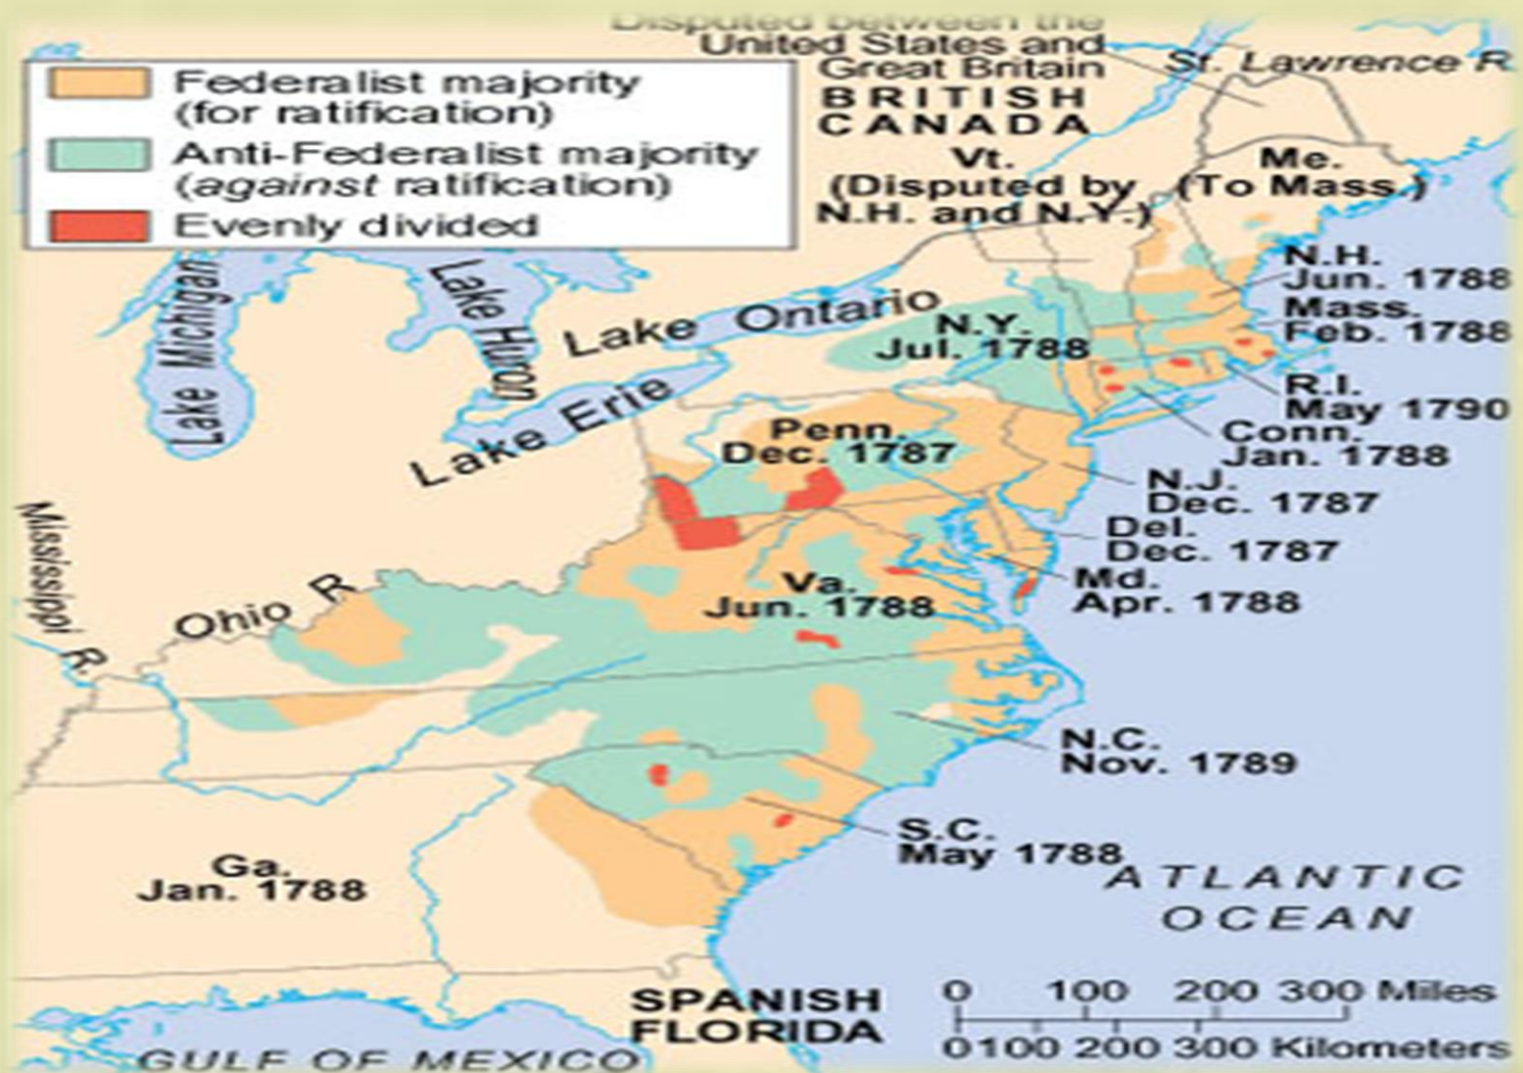 Disputed between the
United States and
Great Britain
St. Lawrence R.
Federalist majority
(for ratification)
Anti-Federalist majority
(against ratification)
Evenly divided
BRITISH
CANADA
Vt.
(Disputed by
N.H. and N.Y.)
Me.
(To Mass.)
N.H.
Jun. 1788
Mass.
Feb. 1788
R.I.
May 1790
Conn.
Jan. 1788
N.J.
Dec. 1787
Del.
Dec. 1787
Md.
Apr. 1788
Lake Michigan
Lake Huron
Lake Ontario
Lake Erie
N.Y.
Jul. 1788
Penn.
Dec. 1787
Mississippi R.
Ohio R.
Va.
Jun. 1788
N.C.
Nov. 1789
S.C.
May 1788
Ga.
Jan. 1788
ATLANTIC
OCEAN
SPANISH
FLORIDA
GULF OF MEXICO
0 100 200 300 Miles
0 100 200 300 Kilometers